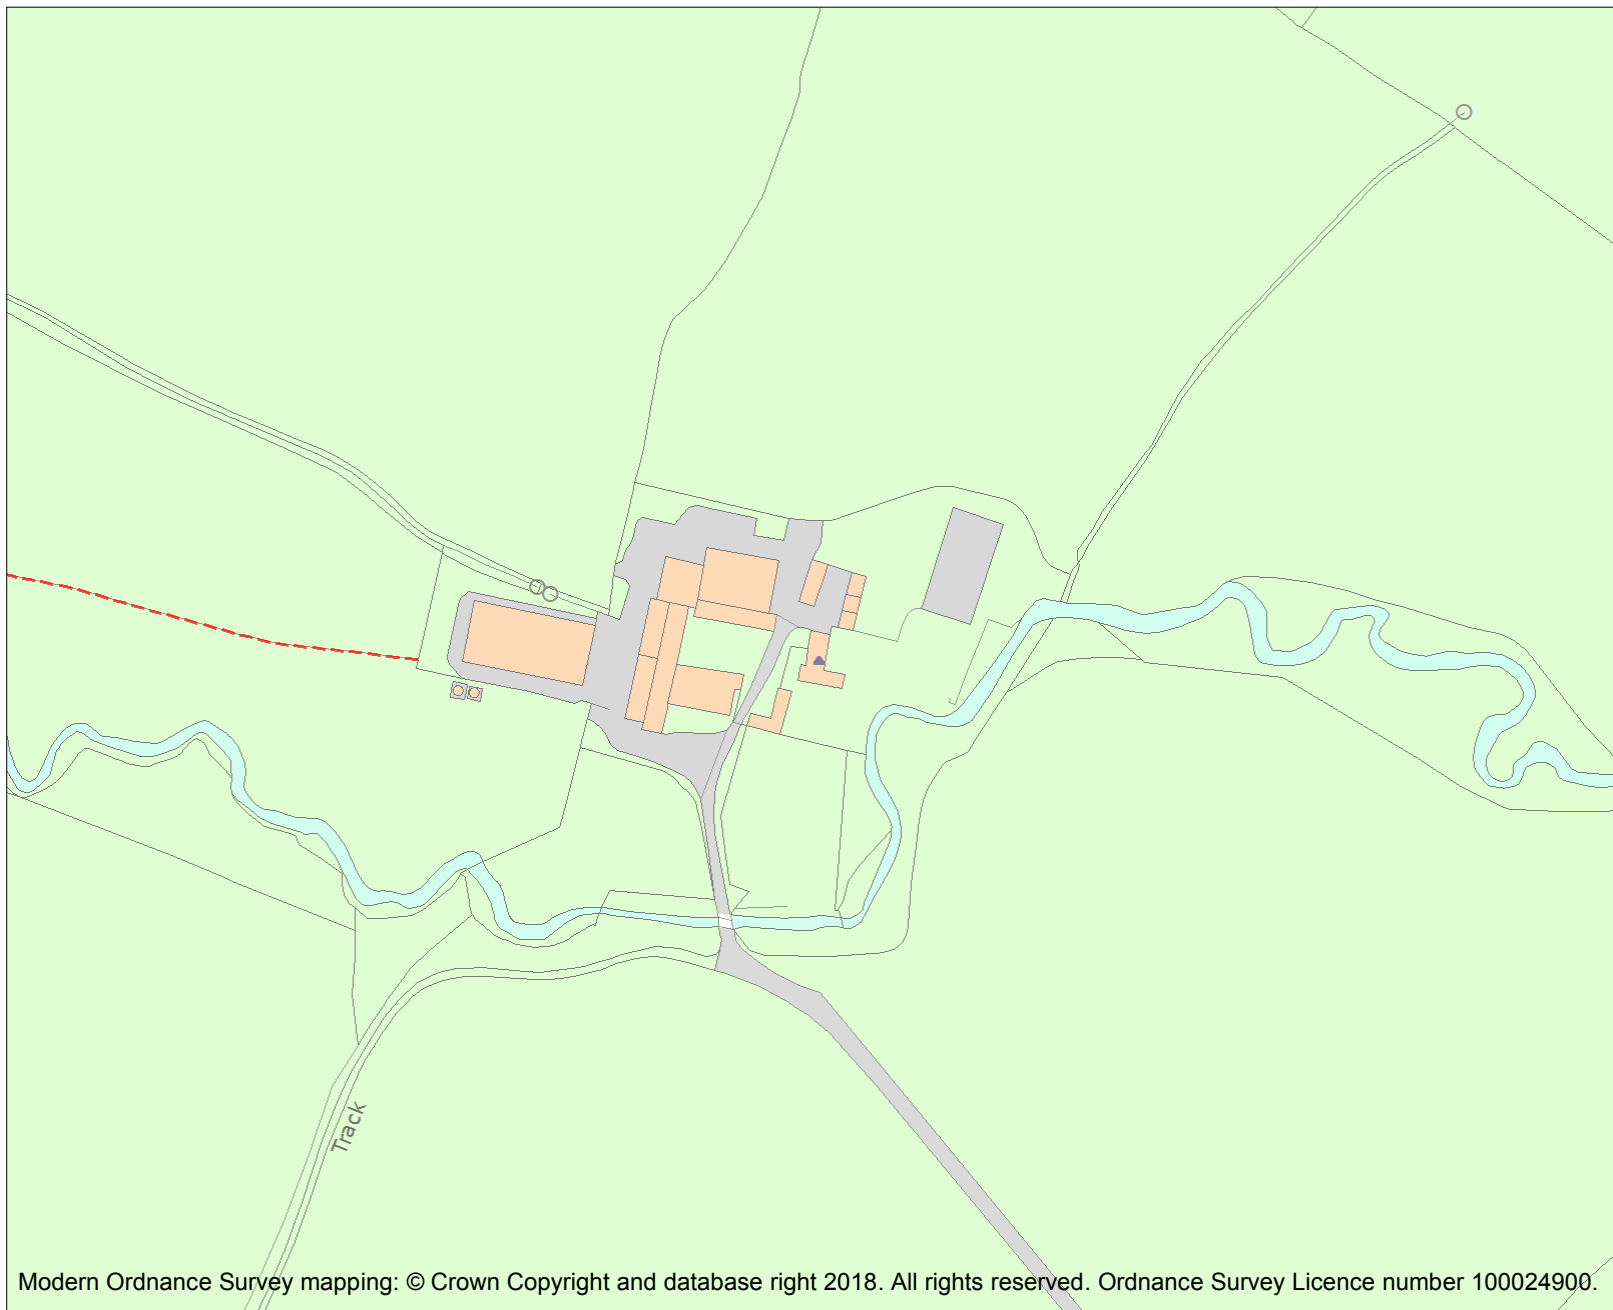 Track
Modern Ordnance Survey mapping: © Crown Copyright and database right 2018. All rights reserved. Ordnance Survey Licence number 100024900.